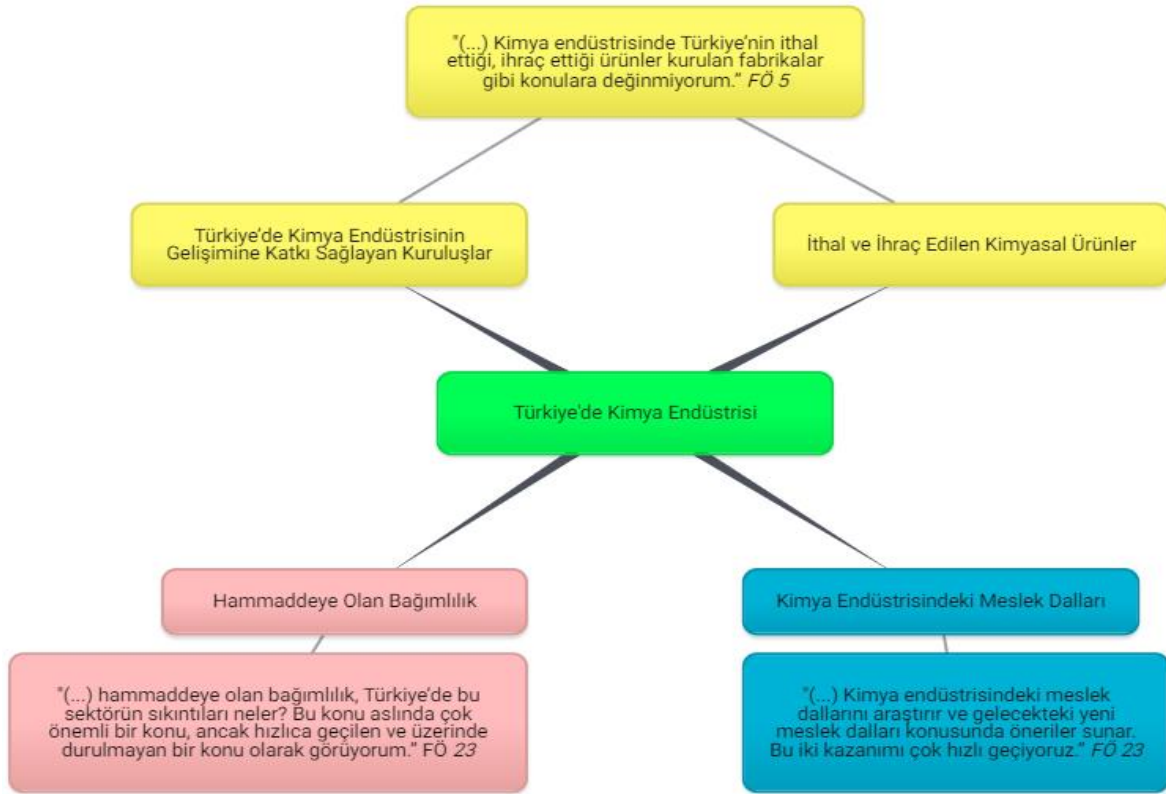 "(...) Kimya endüstrisinde Türkiye'nin ithal
ettiği, ihraç ettiği ürünler kurulan fabrikalar
gibi konulara değinmiyorum." FÖ 5
Türkiye'de Kimya Endüstrisinin
Gelişimine Katkı Sağlayan Kuruluşlar
İthal ve İhraç Edilen Kimyasal Ürünler
Türkiye'de Kimya Endüstrisi
Hammaddeye Olan Bağımlılık
Kimya Endüstrisindeki Meslek Dalları
"(...) hammaddeye olan bağımlılık, Türkiye'de bu
sektörün sıkıntıları neler? Bu konu aslında çok
önemli bir konu, ancak hızlıca geçilen ve üzerinde
durulmayan bir konu olarak görüyorum." FÖ 23
"(...) Kimya endüstrisindeki meslek
dallarını araştırır ve gelecekteki yeni
meslek dalları konusunda öneriler sunar.
Bu iki kazanımı çok hızlı geçiyoruz." FÖ 23